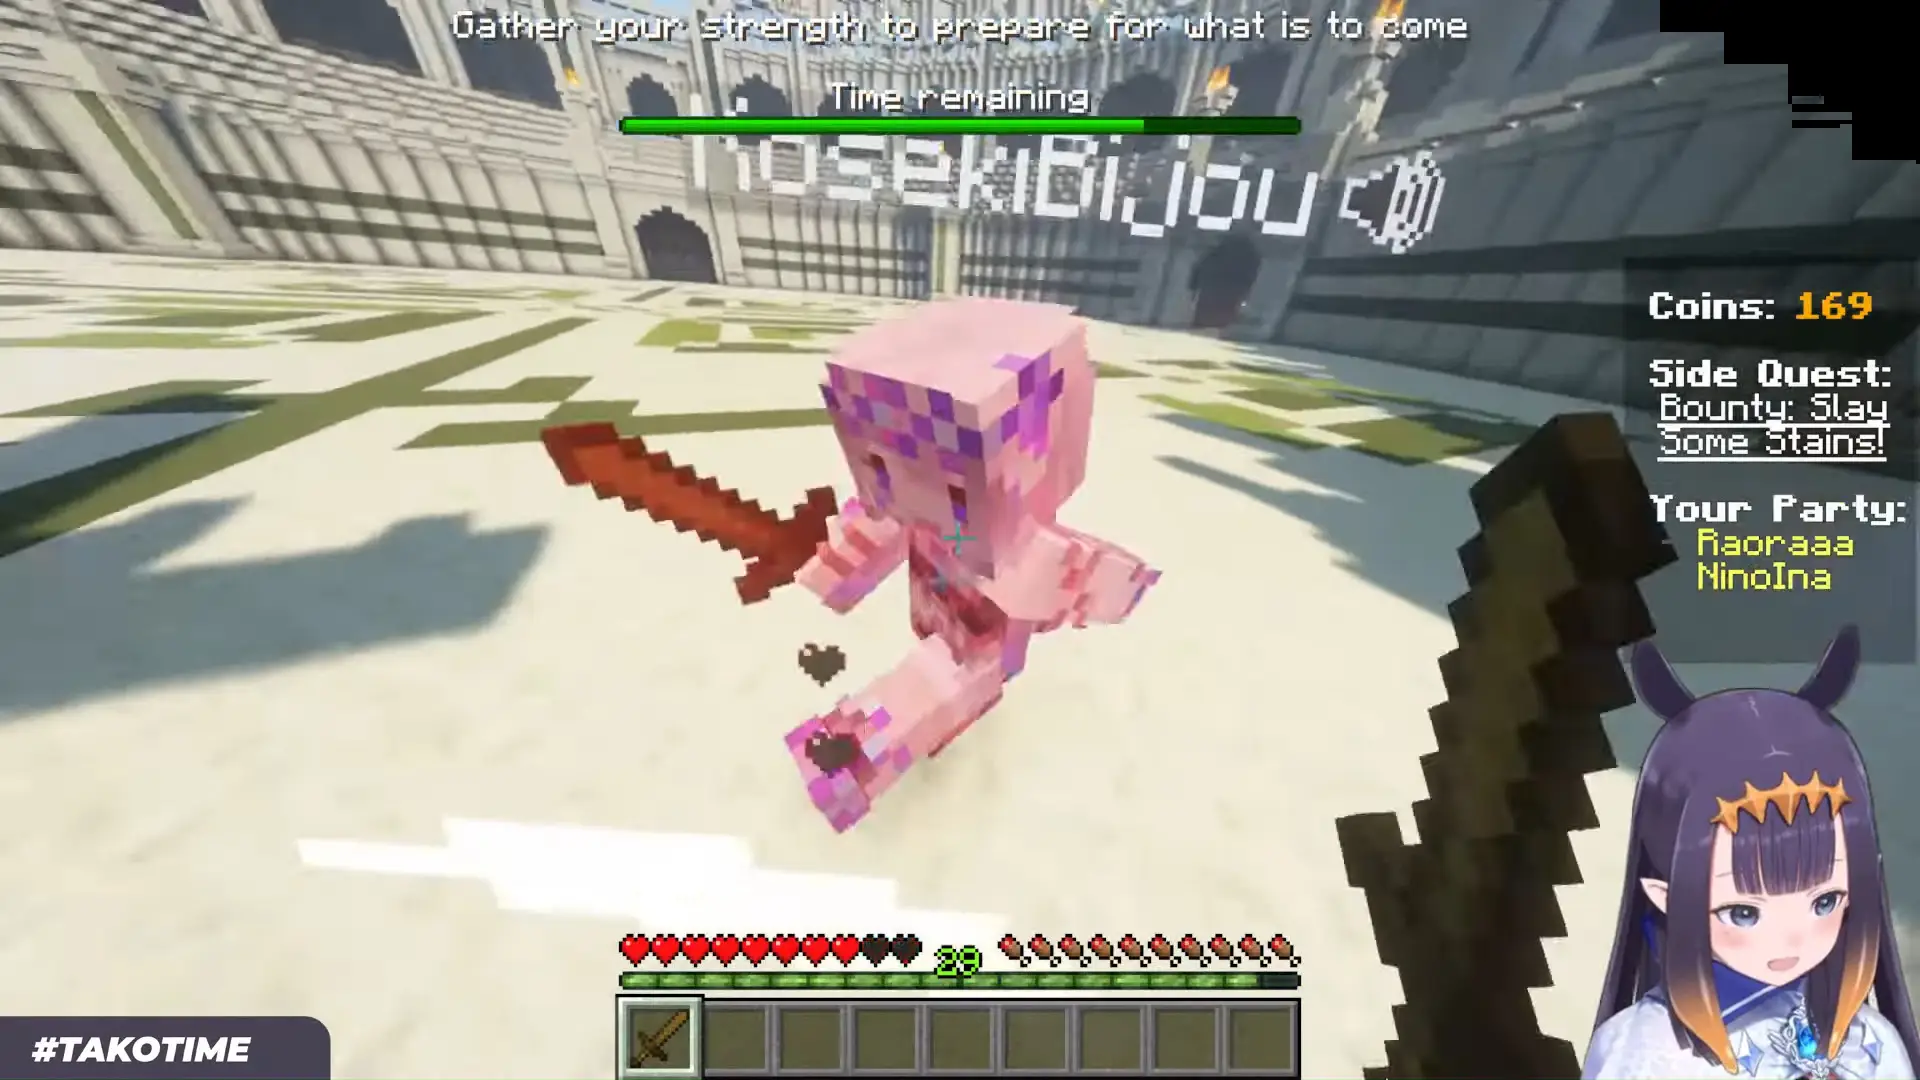 Gather your strength to prepare for what is to come
Time remaining
KosekiBijou
Coins: 169
Side Quest:
Bounty: Slay
Some Stains!
Your Party:
Raoraaa
NinoIna
29
#TAKOTIME